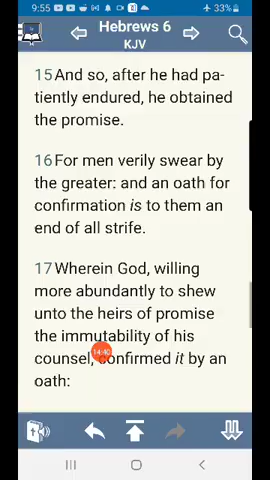 9:55
33%
Hebrews 6
KJV
15 And so, after he had pa-
tiently endured, he obtained
the promise.
16 For men verily swear by
the greater: and an oath for
confirmation is to them an
end of all strife.
17 Wherein God, willing
more abundantly to shew
unto the heirs of promise
the immutability of his
counsel, confirmed it by an
oath:
14:40